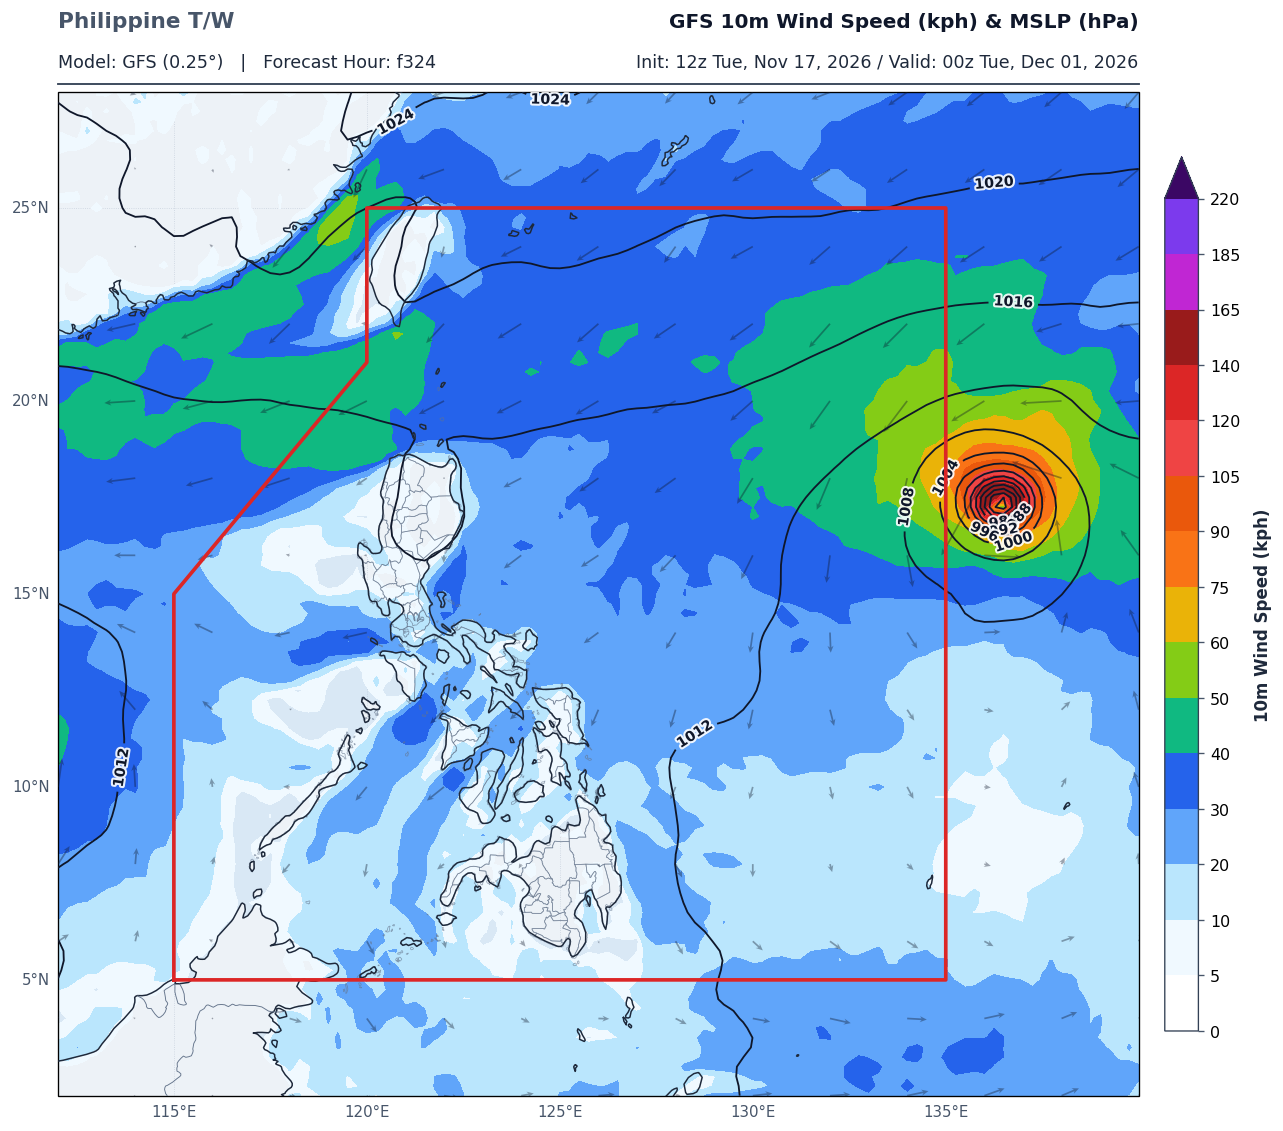 Philippine T/W
GFS 10m Wind Speed (kph) & MSLP (hPa)
Model: GFS (0.25°) | Forecast Hour: f324
Init: 12z Tue, Nov 17, 2026 / Valid: 00z Tue, Dec 01, 2026
1024
1024
1020
1016
1012
1012
1008
1004
1000
996
992
988
25°N
20°N
15°N
10°N
5°N
115°E
120°E
125°E
130°E
135°E
220
185
165
140
120
105
90
75
60
50
40
30
20
10
5
0
10m Wind Speed (kph)